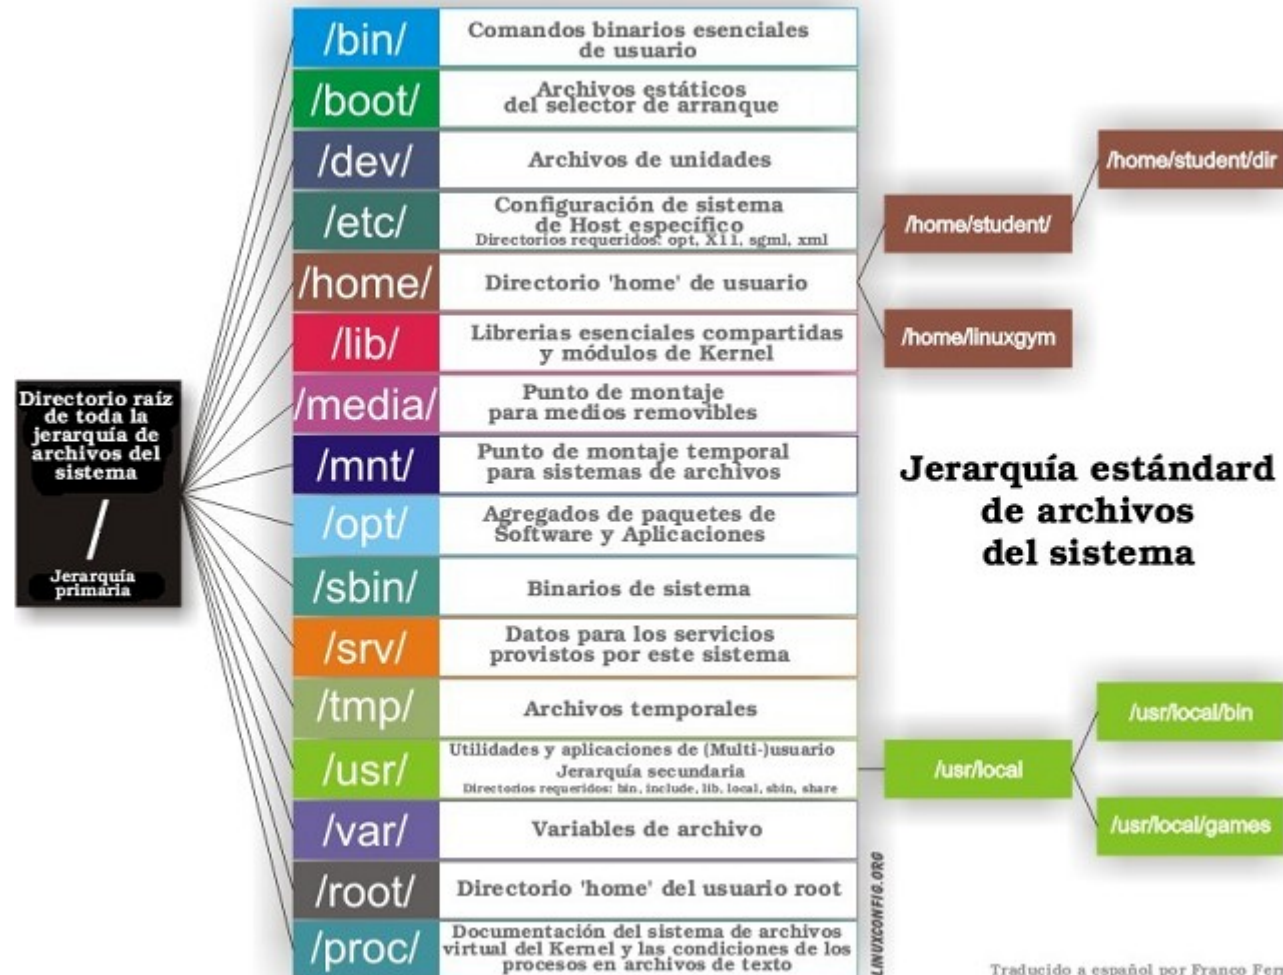 /bin/
Comandos binarios esenciales
de usuario
/boot/
Archivos estáticos
del selector de arranque
/dev/
Archivos de unidades
/etc/
Configuración de sistema
de Host específico
Directorios requeridos: opt, X11, sgml, xml
/home/
Directorio 'home' de usuario
/home/student/
/home/student/dir
/home/linuxgym
/lib/
Librerias esenciales compartidas
y módulos de Kernel
/media/
Punto de montaje
para medios removibles
/mnt/
Punto de montaje temporal
para sistemas de archivos
/opt/
Agregados de paquetes de
Software y Aplicaciones
/sbin/
Binarios de sistema
/srv/
Datos para los servicios
provistos por este sistema
/tmp/
Archivos temporales
/usr/
Utilidades y aplicaciones de (Multi-)usuario
Jerarquía secundaria
Directorios requeridos: bin, include, lib, local, sbin, share
/usr/local
/usr/local/bin
/usr/local/games
/var/
Variables de archivo
/root/
Directorio 'home' del usuario root
/proc/
Documentación del sistema de archivos
virtual del Kernel y las condiciones de los
procesos en archivos de texto
Directorio raíz
de toda la
jerarquía de
archivos del
sistema
/
Jerarquía
primaria
Jerarquía estándard
de archivos
del sistema
LINUXCONFIG.ORG
Traducido a español por Franco